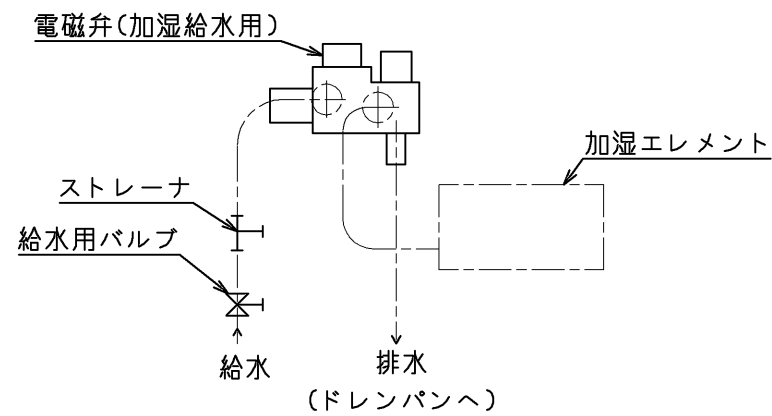 電磁弁(加湿給水用)
加湿エレメント
ストレーナ
給水用バルブ
給水
排水
(ドレンパンへ)